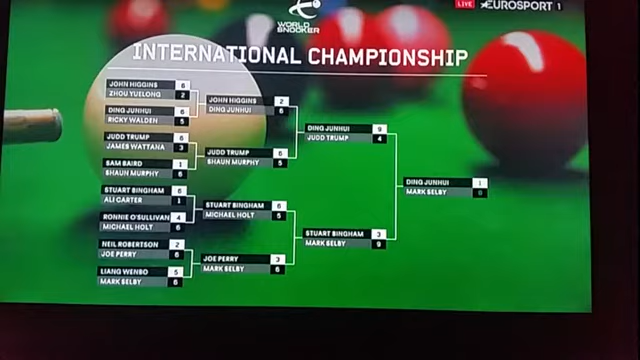 LIVE EUROSPORT 1
WORLD
SNOOKER
INTERNATIONAL CHAMPIONSHIP
JOHN HIGGINS 6
ZHOU YUELONG 2
DING JUNHUI 6
RICKY WALDEN 5
JUDD TRUMP 6
JAMES WATTANA 3
SAM BAIRD 1
SHAUN MURPHY 6
STUART BINGHAM 6
ALI CARTER 1
RONNIE O'SULLIVAN 4
MICHAEL HOLT 6
NEIL ROBERTSON 2
JOE PERRY 6
LIANG WENBO 5
MARK SELBY 6
JOHN HIGGINS 2
DING JUNHUI 6
JUDD TRUMP 6
SHAUN MURPHY 5
STUART BINGHAM 6
MICHAEL HOLT 5
JOE PERRY 3
MARK SELBY 6
DING JUNHUI 9
JUDD TRUMP 4
STUART BINGHAM 3
MARK SELBY 9
DING JUNHUI 1
MARK SELBY 0